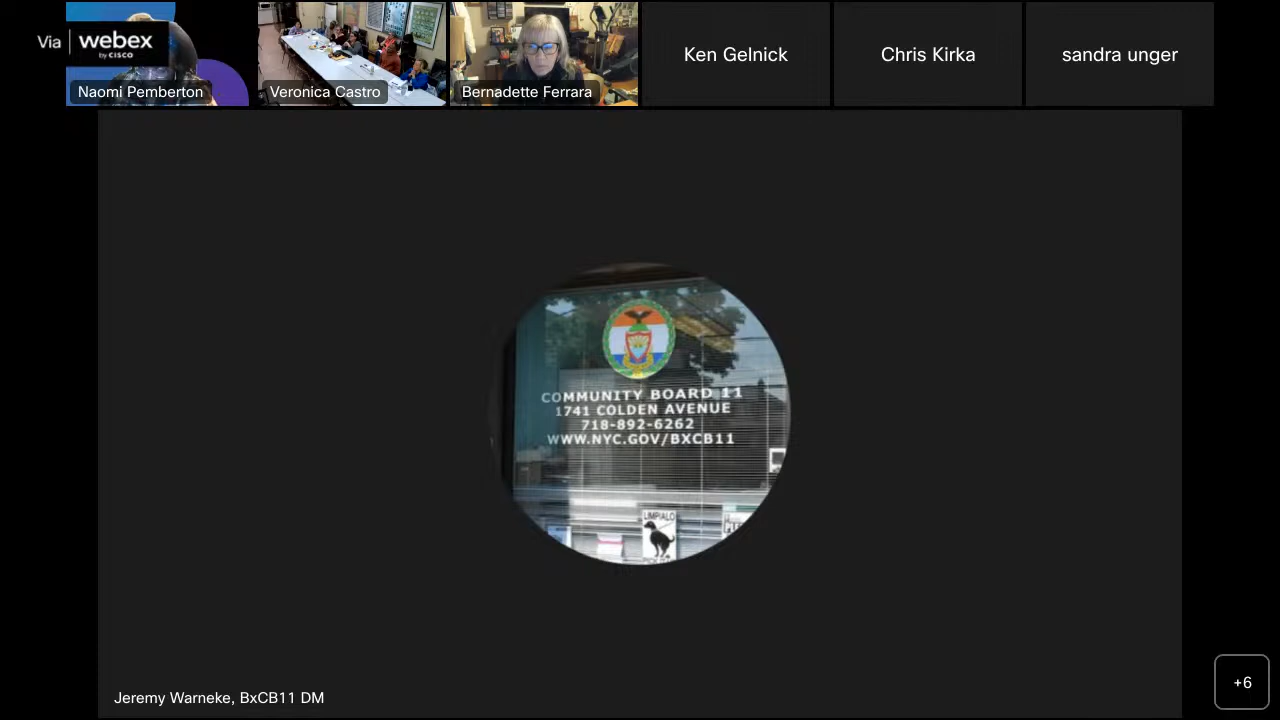 Via webex
by CISCO
Naomi Pemberton
Veronica Castro
Bernadette Ferrara
Ken Gelnick
Chris Kirka
sandra unger
COMMUNITY BOARD 11
1741 COLDEN AVENUE
718-892-6262
WWW.NYC.GOV/BXCB11
LIMPIALO
Jeremy Warneke, BxCB11 DM
+6